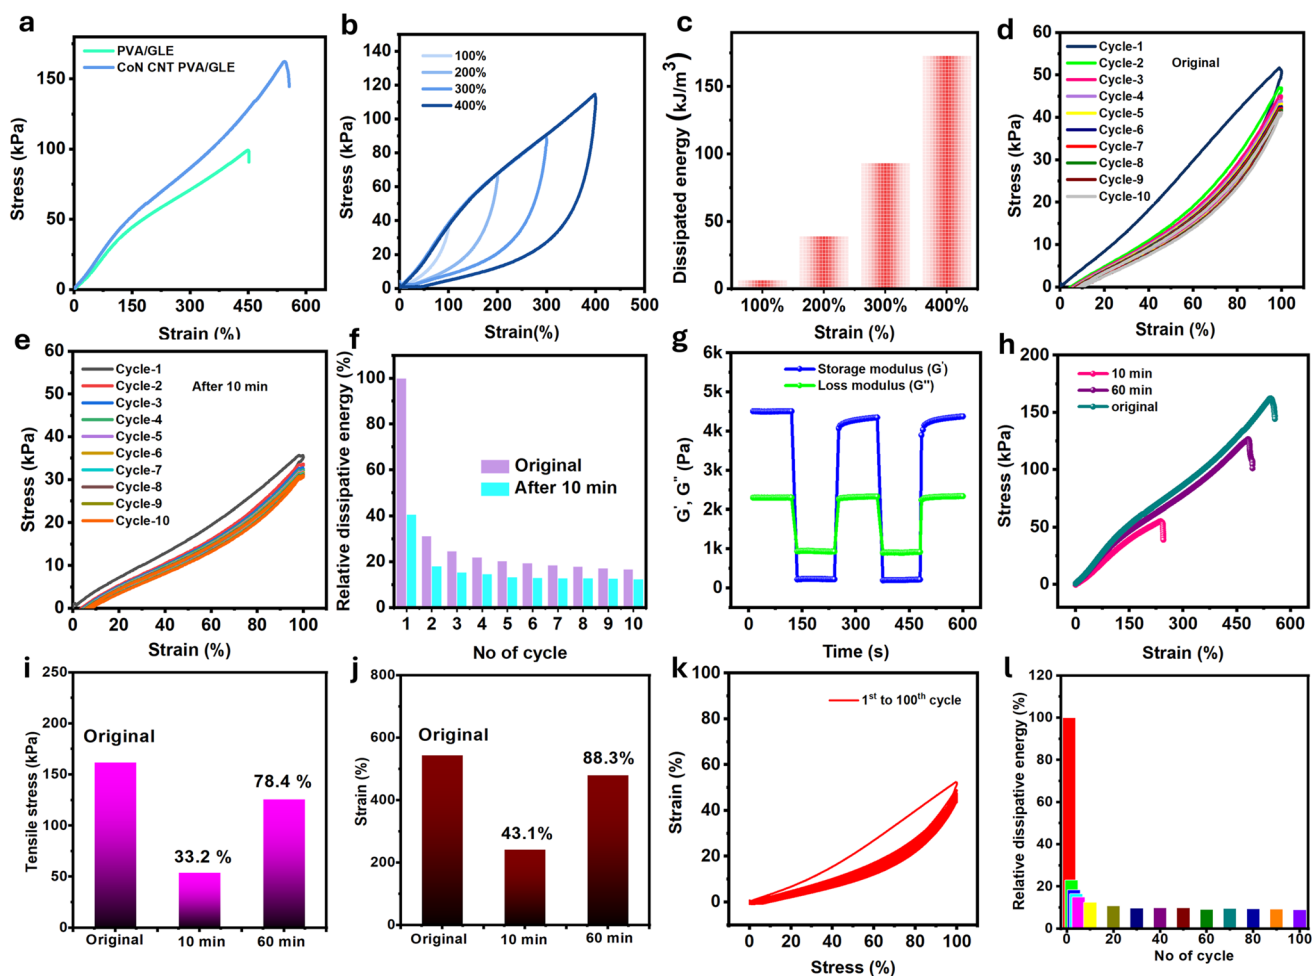 a
PVA/GLE
CoN CNT PVA/GLE
150
100
50
0
0 150 300 450 600
Stress (kPa)
Strain (%)
b
100%
200%
300%
400%
140
120
100
80
60
40
20
0
0 100 200 300 400 500
Stress (kPa)
Strain(%)
c
150
100
50
0
100% 200% 300% 400%
Dissipated energy (kJ/m³)
Strain (%)
d
Cycle-1
Cycle-2
Cycle-3
Cycle-4
Cycle-5
Cycle-6
Cycle-7
Cycle-8
Cycle-9
Cycle-10
Original
60
50
40
30
20
10
0
0 20 40 60 80 100
Stress (kPa)
Strain (%)
e
Cycle-1
Cycle-2
Cycle-3
Cycle-4
Cycle-5
Cycle-6
Cycle-7
Cycle-8
Cycle-9
Cycle-10
After 10 min
60
50
40
30
20
10
0
0 20 40 60 80 100
Stress (kPa)
Strain (%)
f
Original
After 10 min
100
80
60
40
20
0
1 2 3 4 5 6 7 8 9 10
Relative dissipative energy (%)
No of cycle
g
Storage modulus (G')
Loss modulus (G")
6k
5k
4k
3k
2k
1k
0
0 150 300 450 600
G', G" (Pa)
Time (s)
h
10 min
60 min
original
200
150
100
50
0
0 100 200 300 400 500 600
Stress (kPa)
Strain (%)
i
250
200
150
100
50
0
Original
33.2 %
78.4 %
Original 10 min 60 min
Tensile stress (kPa)
j
800
600
400
200
0
Original
43.1%
88.3%
Original 10 min 60 min
Strain (%)
k
1st to 100th cycle
100
80
60
40
20
0
0 20 40 60 80 100
Strain (%)
Stress (%)
l
120
100
80
60
40
20
0
0 20 40 60 80 100
Relative dissipative energy (%)
No of cycle